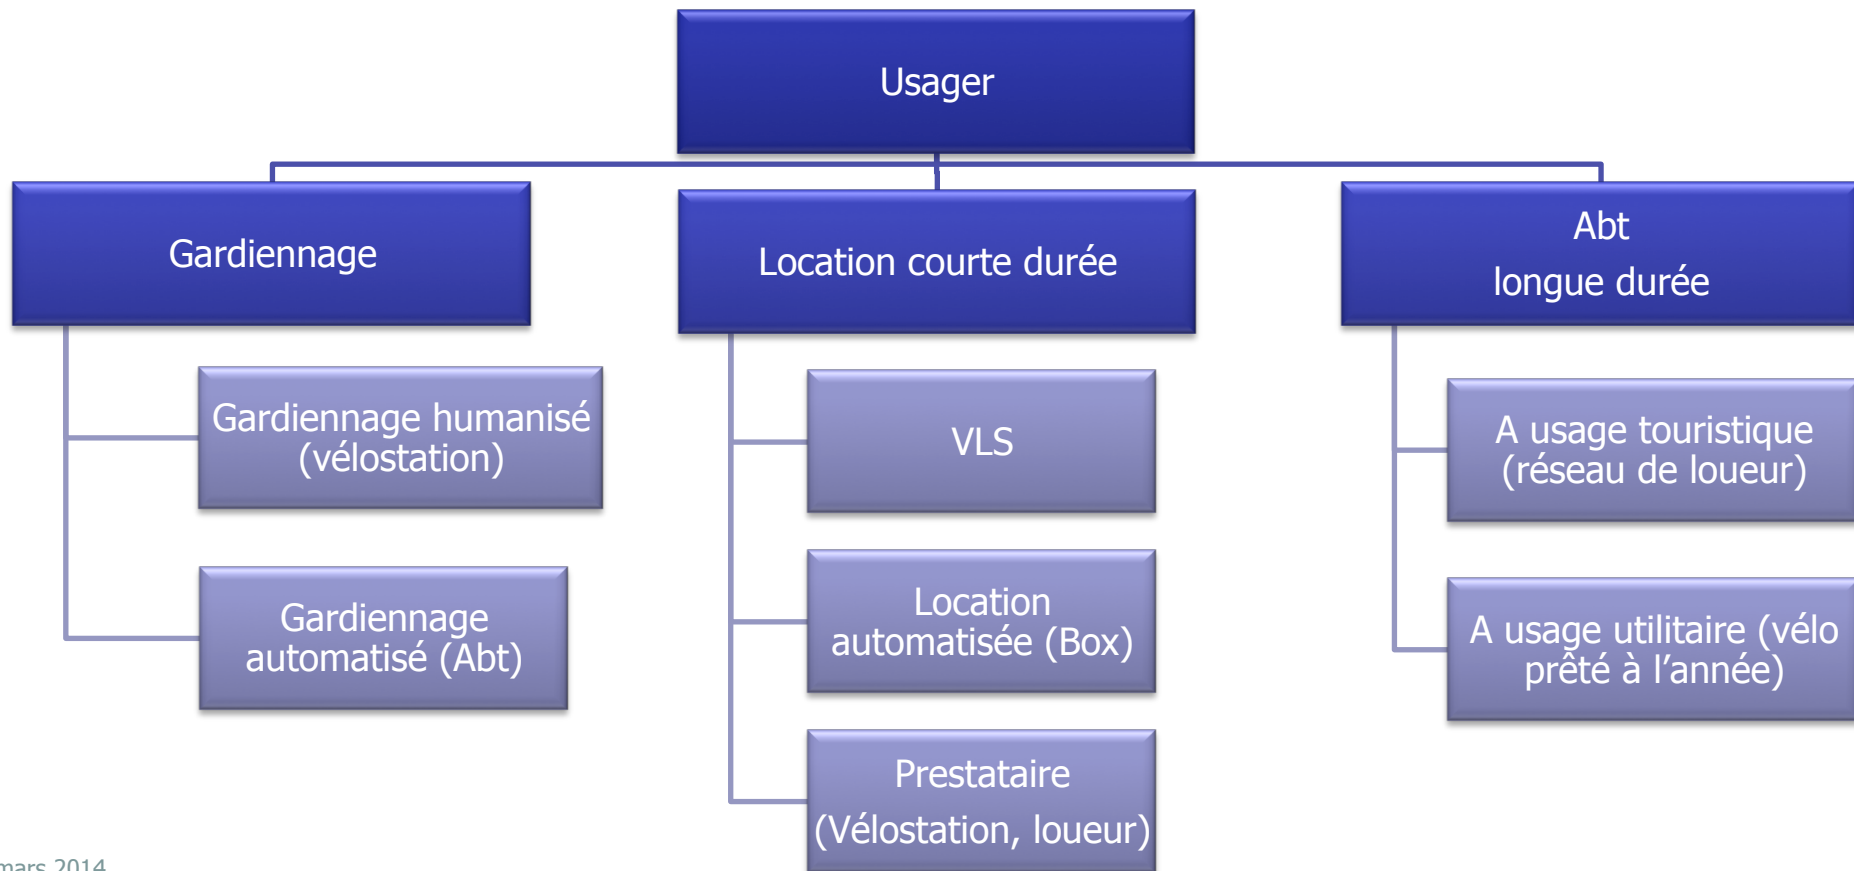 Usager
Gardiennage
Gardiennage humanisé
(vélostation)
Gardiennage
automatisé (Abt)
Location courte durée
VLS
Location
automatisée (Box)
Prestataire
(Vélostation, loueur)
Abt
longue durée
A usage touristique
(réseau de loueur)
A usage utilitaire (vélo
prêté à l’année)
mars 2014